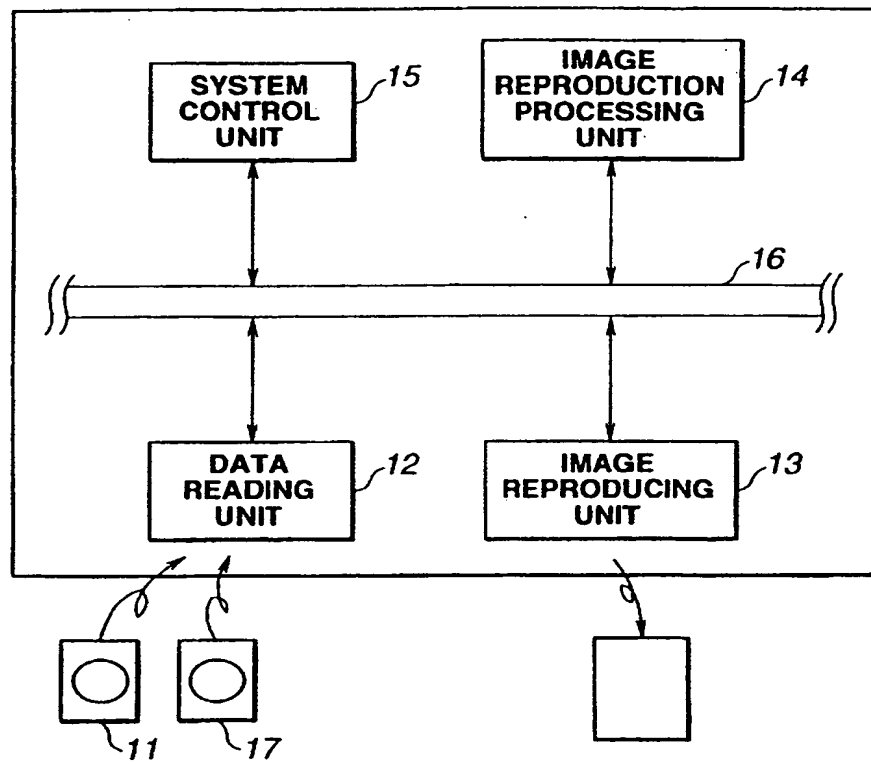 SYSTEM
CONTROL
UNIT
15
IMAGE
REPRODUCTION
PROCESSING
UNIT
14
16
DATA
READING
UNIT
12
IMAGE
REPRODUCING
UNIT
13
11
17